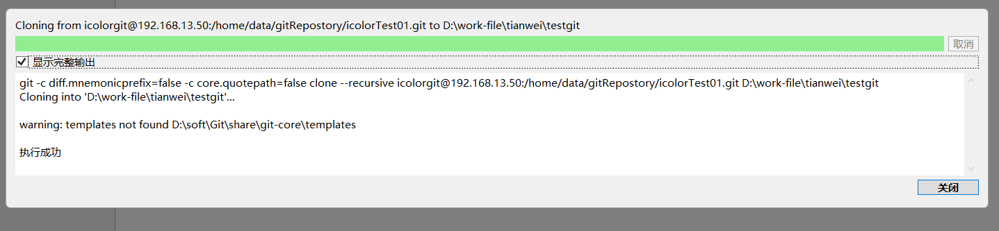 Cloning from icolorgit@192.168.13.50:/home/data/gitRepostory/icolorTest01.git to D:\work-file\tianwei\testgit
取消
显示完整输出
git -c diff.mnemonicprefix=false -c core.quotepath=false clone --recursive icolorgit@192.168.13.50:/home/data/gitRepostory/icolorTest01.git D:\work-file\tianwei\testgit
Cloning into 'D:\work-file\tianwei\testgit'...
warning: templates not found D:\soft\Git\share\git-core\templates
执行成功
关闭